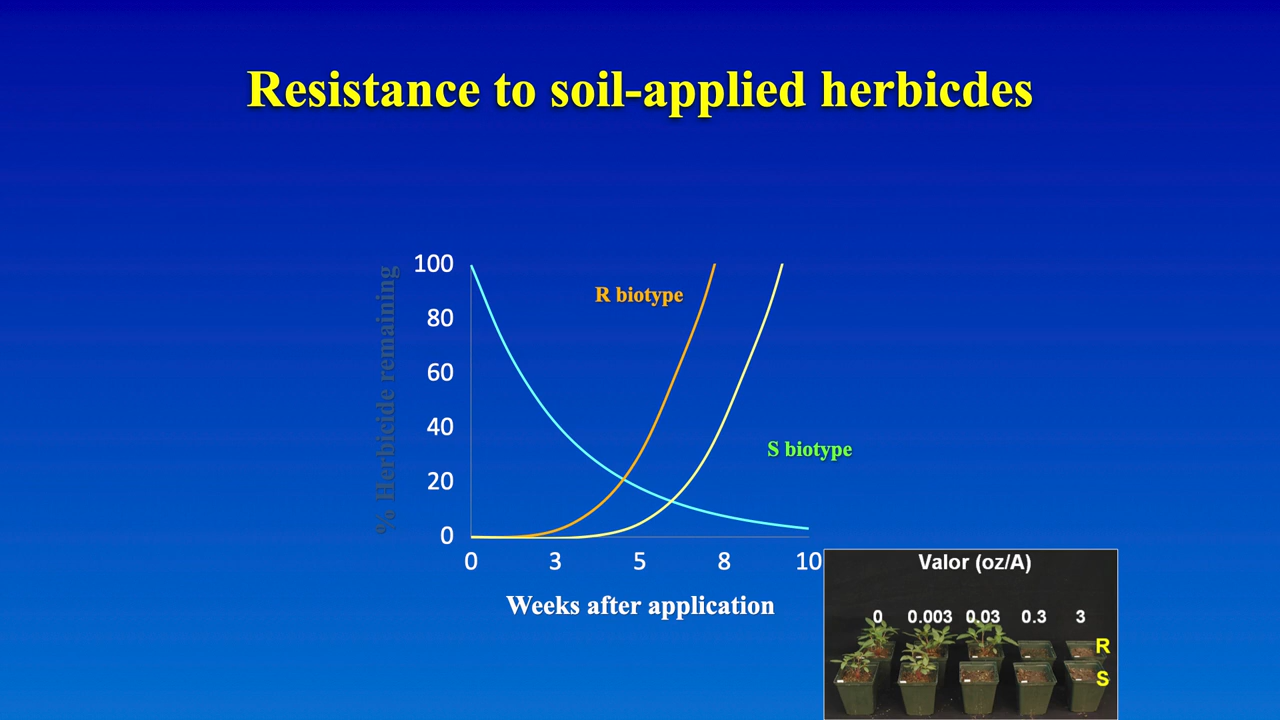 Resistance to soil-applied herbicdes
% Herbicide remaining
100
80
60
40
20
0
R biotype
S biotype
0 3 5 8 10
Weeks after application
Valor (oz/A)
0 0.003 0.03 0.3 3
R
S